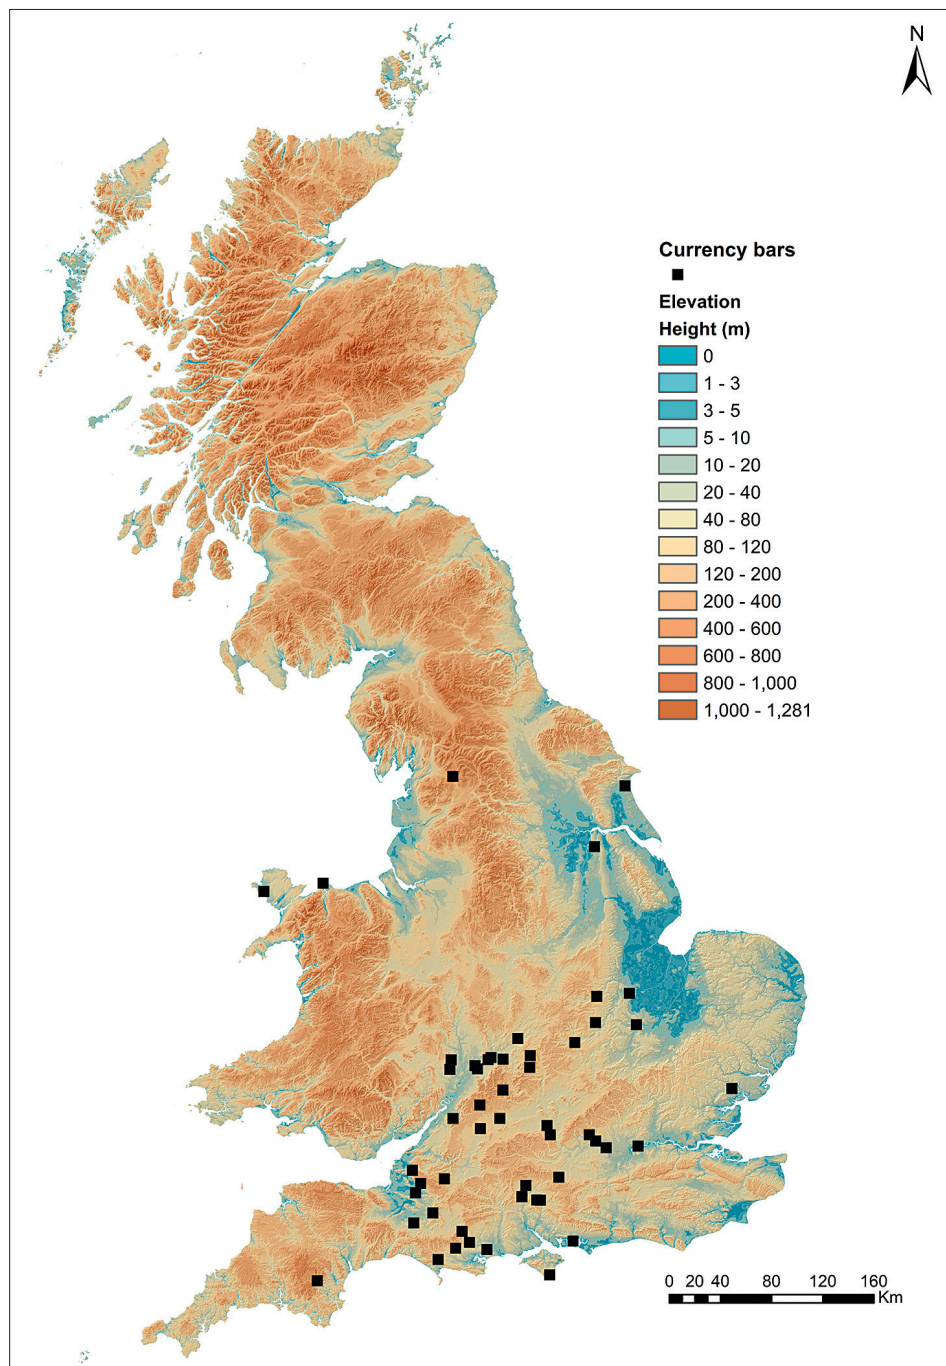 N
Currency bars
Elevation
Height (m)
0
1 - 3
3 - 5
5 - 10
10 - 20
20 - 40
40 - 80
80 - 120
120 - 200
200 - 400
400 - 600
600 - 800
800 - 1,000
1,000 - 1,281
0 20 40 80 120 160
Km